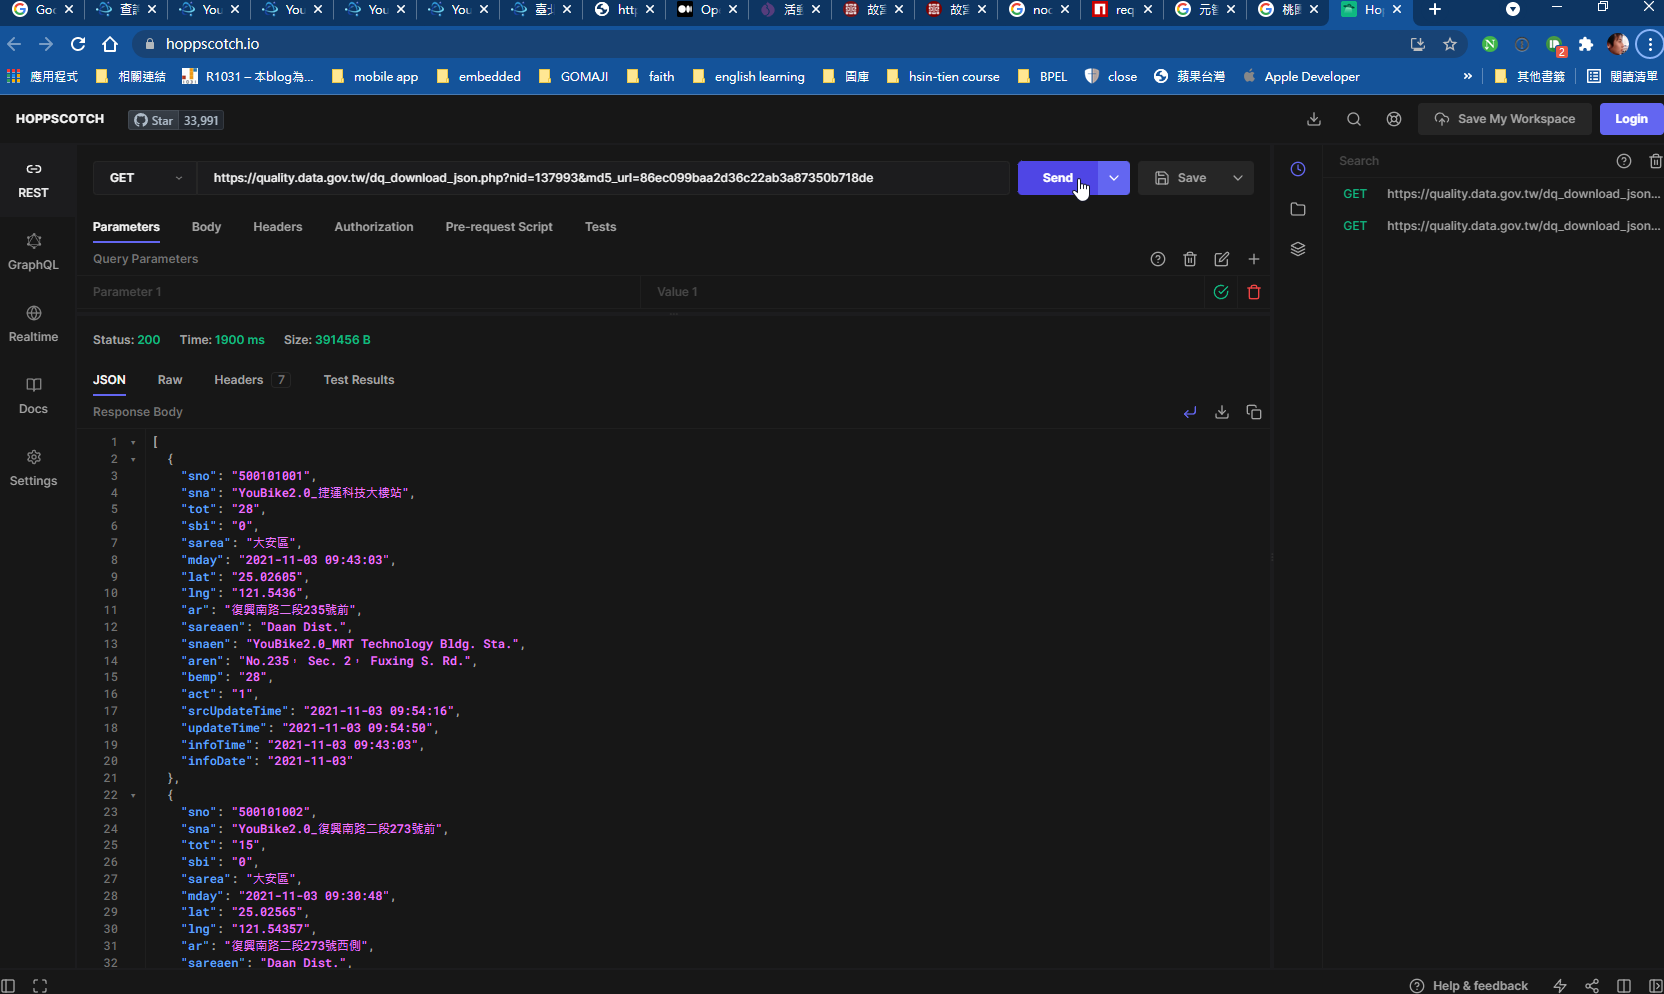 Goo
查詢
You
You
You
You
臺北
http
Ope
活動
故宮
故宮
noc
req
元智
桃園
Hop
hoppscotch.io
2
應用程式
相關連結
R1031 – 本blog為...
mobile app
embedded
GOMAJI
faith
english learning
圖庫
hsin-tien course
BPEL
close
蘋果台灣
Apple Developer
»
其他書籤
閱讀清單
HOPPSCOTCH
Star 33,991
Save My Workspace
Login
REST
GraphQL
Realtime
Docs
Settings
GET
https://quality.data.gov.tw/dq_download_json.php?nid=137993&md5_url=86ec099baa2d36c22ab3a87350b718de
Send
Save
Parameters Body Headers Authorization Pre-request Script Tests
Query Parameters
Parameter 1 Value 1
Status: 200 Time: 1900 ms Size: 391456 B
JSON Raw Headers 7 Test Results
Response Body
1 [
2 {
3 "sno": "500101001",
4 "sna": "YouBike2.0_捷運科技大樓站",
5 "tot": "28",
6 "sbi": "0",
7 "sarea": "大安區",
8 "mday": "2021-11-03 09:43:03",
9 "lat": "25.02605",
10 "lng": "121.5436",
11 "ar": "復興南路二段235號前",
12 "sareaen": "Daan Dist.",
13 "snaen": "YouBike2.0_MRT Technology Bldg. Sta.",
14 "aren": "No.235， Sec. 2， Fuxing S. Rd.",
15 "bemp": "28",
16 "act": "1",
17 "srcUpdateTime": "2021-11-03 09:54:16",
18 "updateTime": "2021-11-03 09:54:50",
19 "infoTime": "2021-11-03 09:43:03",
20 "infoDate": "2021-11-03"
21 },
22 {
23 "sno": "500101002",
24 "sna": "YouBike2.0_復興南路二段273號前",
25 "tot": "15",
26 "sbi": "0",
27 "sarea": "大安區",
28 "mday": "2021-11-03 09:30:48",
29 "lat": "25.02565",
30 "lng": "121.54357",
31 "ar": "復興南路二段273號西側",
32 "sareaen": "Daan Dist.",
Search
GET https://quality.data.gov.tw/dq_download_json...
GET https://quality.data.gov.tw/dq_download_json...
Help & feedback